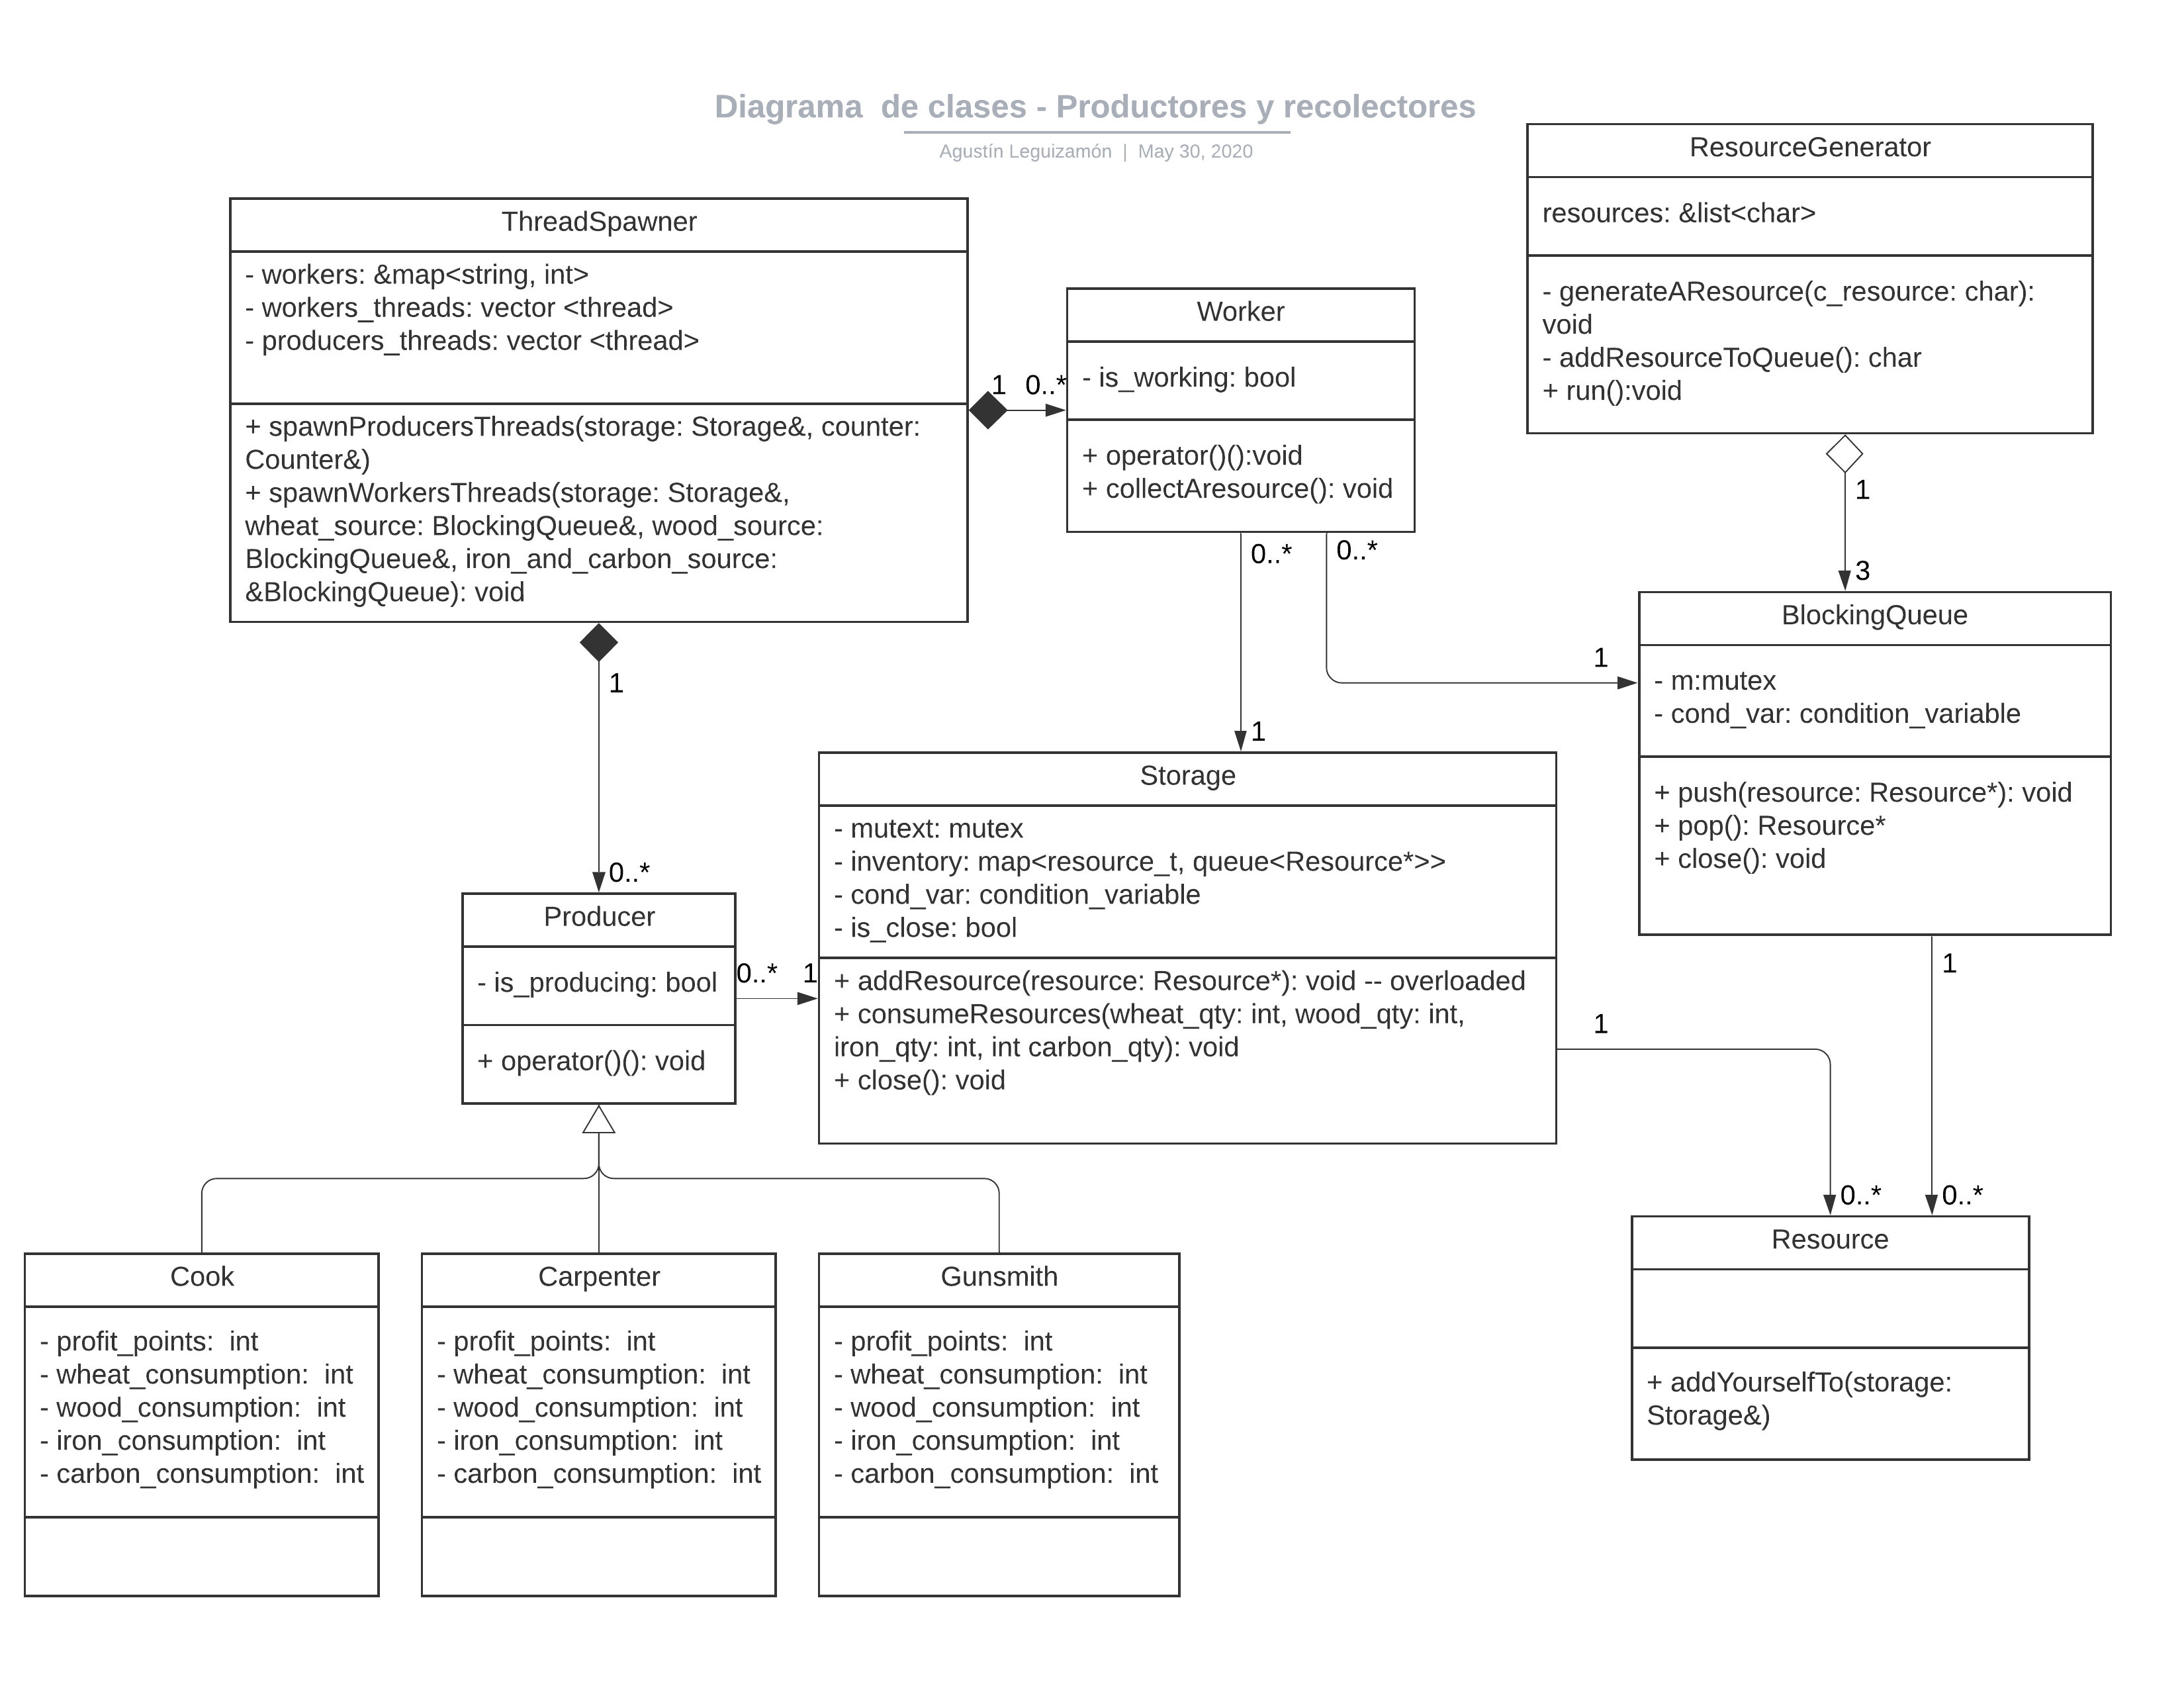 Diagrama  de clases - Productores y recolectores
Agustín Leguizamón  |  May 30, 2020
ThreadSpawner
- workers: &map<string, int>
- workers_threads: vector <thread>
- producers_threads: vector <thread>
+ spawnProducersThreads(storage: Storage&, counter:
Counter&)
+ spawnWorkersThreads(storage: Storage&,
wheat_source: BlockingQueue&, wood_source:
BlockingQueue&, iron_and_carbon_source:
&BlockingQueue): void
1
0..*
1
0..*
Worker
- is_working: bool
+ operator()():void
+ collectAresource(): void
0..*
1
0..*
1
ResourceGenerator
resources: &list<char>
- generateAResource(c_resource: char):
void
- addResourceToQueue(): char
+ run():void
1
3
BlockingQueue
- m:mutex
- cond_var: condition_variable
+ push(resource: Resource*): void
+ pop(): Resource*
+ close(): void
1
0..*
Producer
- is_producing: bool
+ operator()(): void
0..*
1
Storage
- mutext: mutex
- inventory: map<resource_t, queue<Resource*>>
- cond_var: condition_variable
- is_close: bool
+ addResource(resource: Resource*): void -- overloaded
+ consumeResources(wheat_qty: int, wood_qty: int,
iron_qty: int, int carbon_qty): void
+ close(): void
1
0..*
Cook
- profit_points:  int
- wheat_consumption:  int
- wood_consumption:  int
- iron_consumption:  int
- carbon_consumption:  int
Carpenter
- profit_points:  int
- wheat_consumption:  int
- wood_consumption:  int
- iron_consumption:  int
- carbon_consumption:  int
Gunsmith
- profit_points:  int
- wheat_consumption:  int
- wood_consumption:  int
- iron_consumption:  int
- carbon_consumption:  int
Resource
+ addYourselfTo(storage:
Storage&)